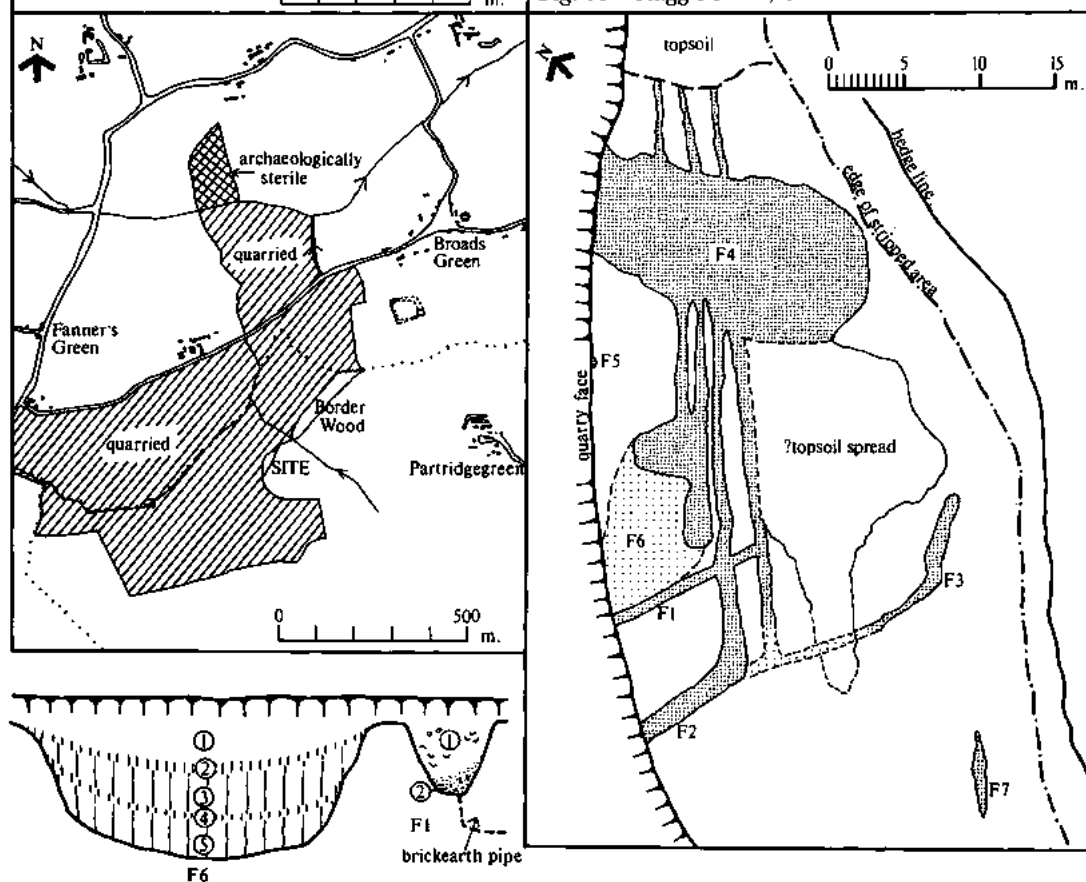 m.
N
archaeologically
sterile
quarried
Broads
Green
Fanner's
Green
quarried
Border
Wood
SITE
Partridgegreen
0 500
m.
1
2
3
4
5
F6
1
2
F1
brickearth pipe
N
topsoil
0 5 10 15
m.
hedge line
edge of stripped area
F4
F5
quarry face
?topsoil spread
F6
F3
F1
F2
F7